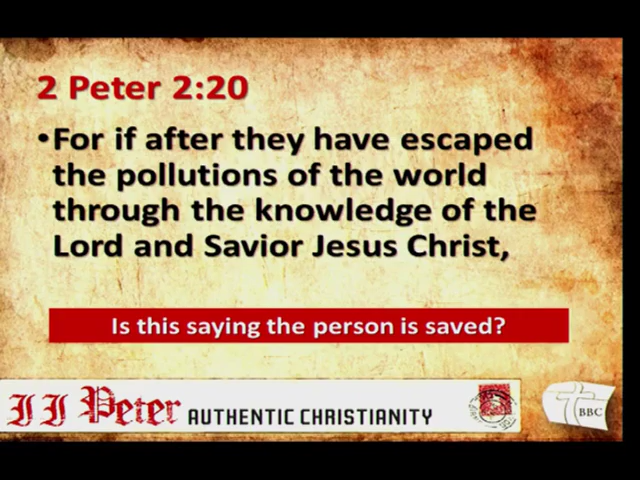 2 Peter 2:20
•For if after they have escaped
the pollutions of the world
through the knowledge of the
Lord and Savior Jesus Christ,
Is this saying the person is saved?
II Peter AUTHENTIC CHRISTIANITY
BBC